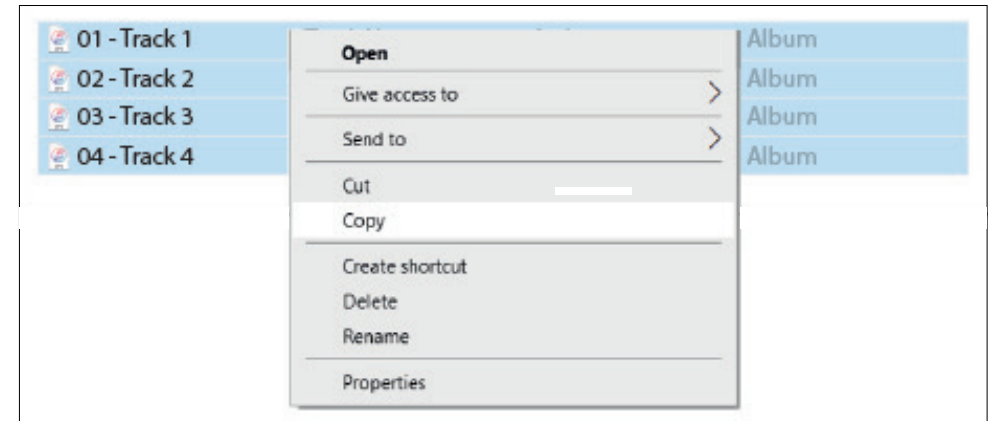 01 - Track 1
Album
02 - Track 2
Album
03 - Track 3
Album
04 - Track 4
Album
Open
Give access to
Send to
Cut
Copy
Create shortcut
Delete
Rename
Properties